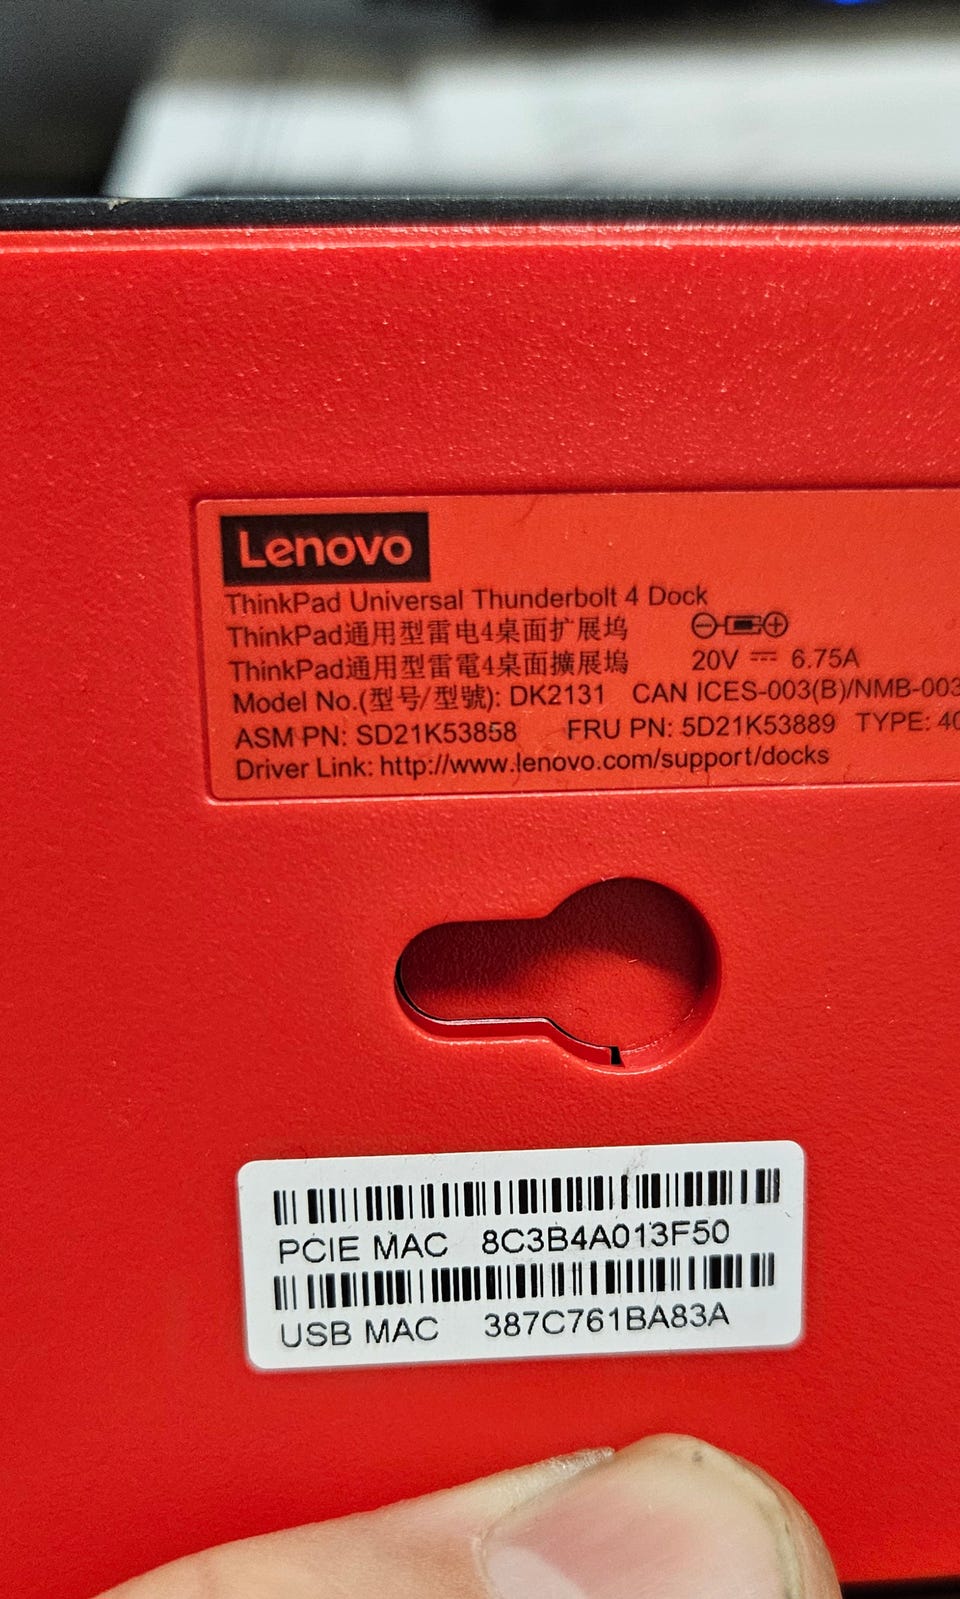 Lenovo
ThinkPad Universal Thunderbolt 4 Dock
ThinkPad通用型雷电4桌面扩展坞
ThinkPad通用型雷電4桌面擴展塢
20V ⎓ 6.75A
Model No.(型号/型號): DK2131 CAN ICES-003(B)/NMB-003
ASM PN: SD21K53858 FRU PN: 5D21K53889 TYPE: 40
Driver Link: http://www.lenovo.com/support/docks
PCIE MAC 8C3B4A013F50
USB MAC 387C761BA83A